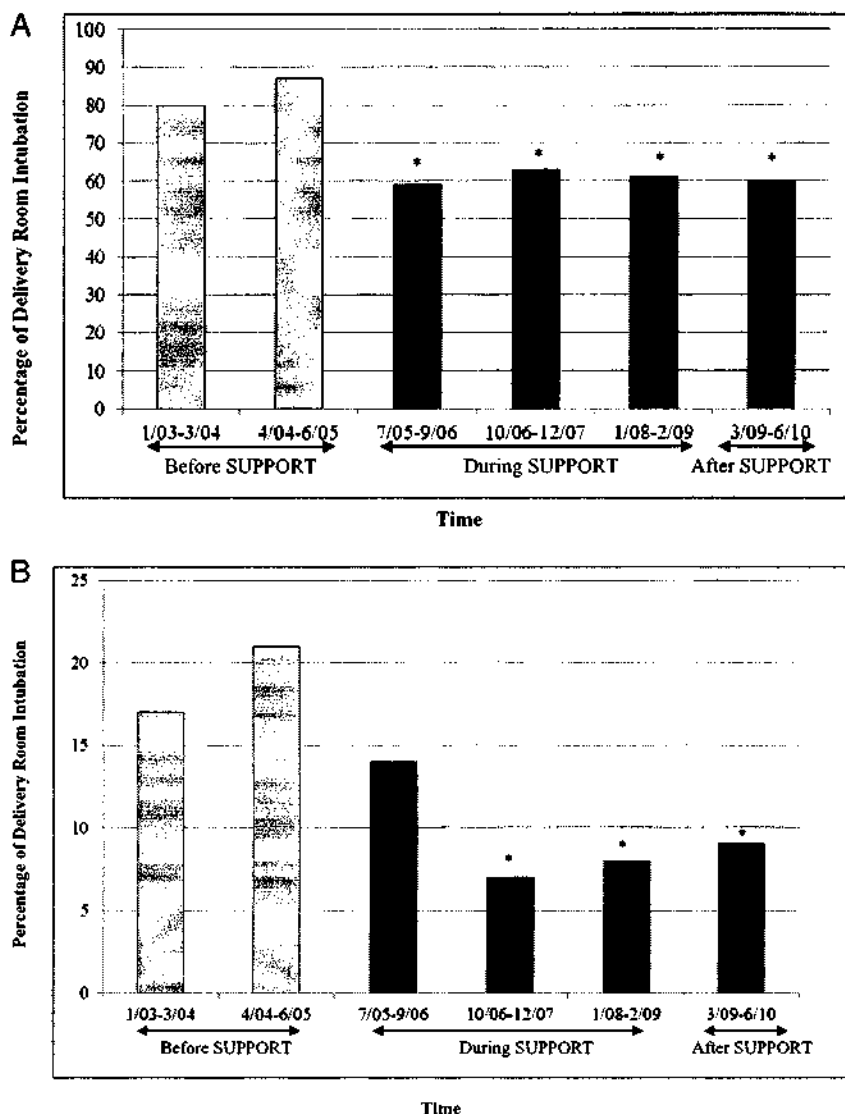 A
100
90
80
70
60
50
40
30
20
10
0
Percentage of Delivery Room Intubation
* * * *
1/03-3/04 4/04-6/05 7/05-9/06 10/06-12/07 1/08-2/09 3/09-6/10
Before SUPPORT During SUPPORT After SUPPORT
Time
B
25
20
15
10
5
0
Percentage of Delivery Room Intubation
* * *
1/03-3/04 4/04-6/05 7/05-9/06 10/06-12/07 1/08-2/09 3/09-6/10
Before SUPPORT During SUPPORT After SUPPORT
Time